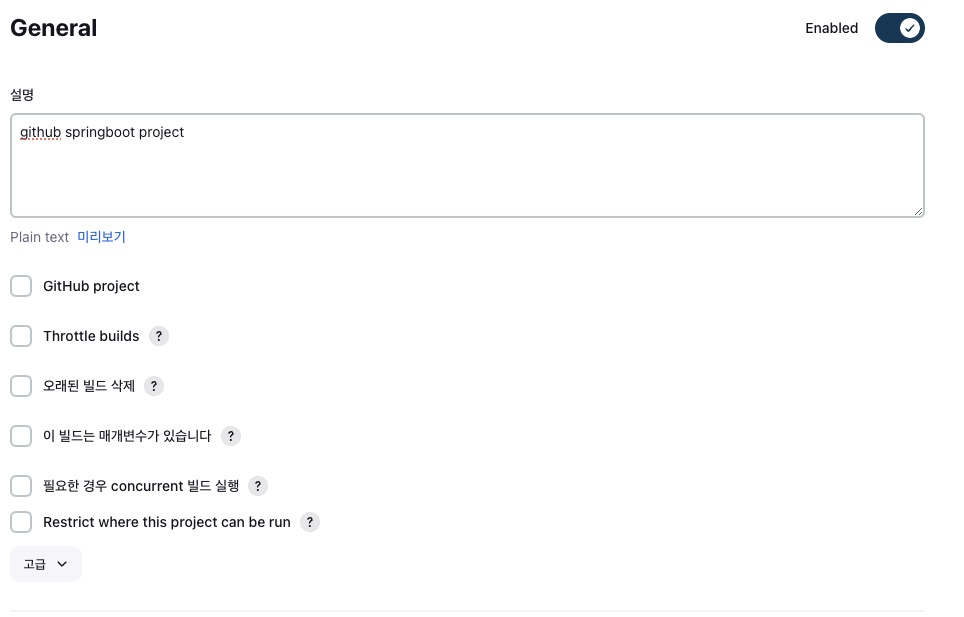 General
Enabled
설명
github springboot project
Plain text 미리보기
GitHub project
Throttle builds ?
오래된 빌드 삭제 ?
이 빌드는 매개변수가 있습니다 ?
필요한 경우 concurrent 빌드 실행 ?
Restrict where this project can be run ?
고급